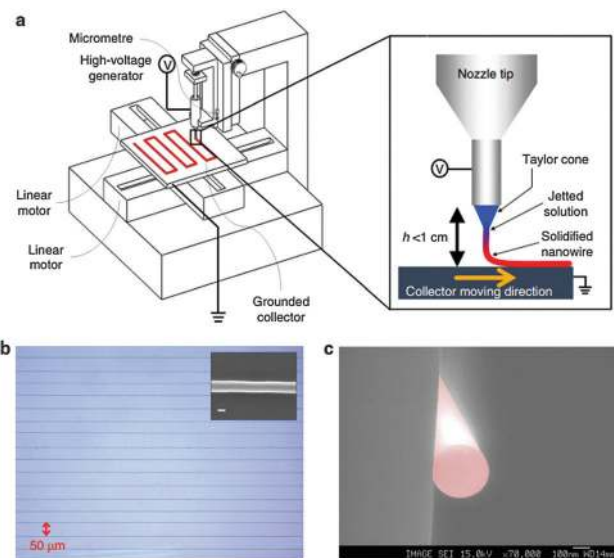 a
Micrometre
High-voltage
generator
V
Linear
motor
Linear
motor
Grounded
collector
Nozzle tip
V
Taylor cone
Jetted
solution
h<1 cm
Solidified
nanowire
Collector moving direction
b
50 μm
c
IMAGE SEI 15.0kV ×70,000 100nm WD14mm